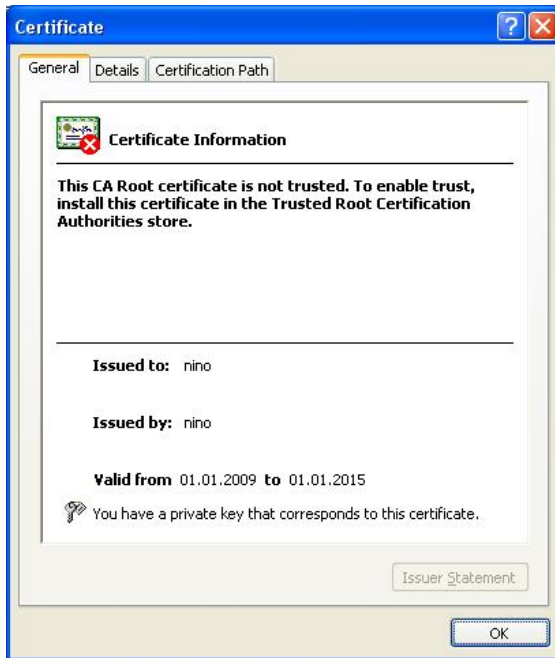 Certificate
General Details Certification Path
Certificate Information
This CA Root certificate is not trusted. To enable trust,
install this certificate in the Trusted Root Certification
Authorities store.
Issued to: nino
Issued by: nino
Valid from 01.01.2009 to 01.01.2015
You have a private key that corresponds to this certificate.
Issuer Statement
OK